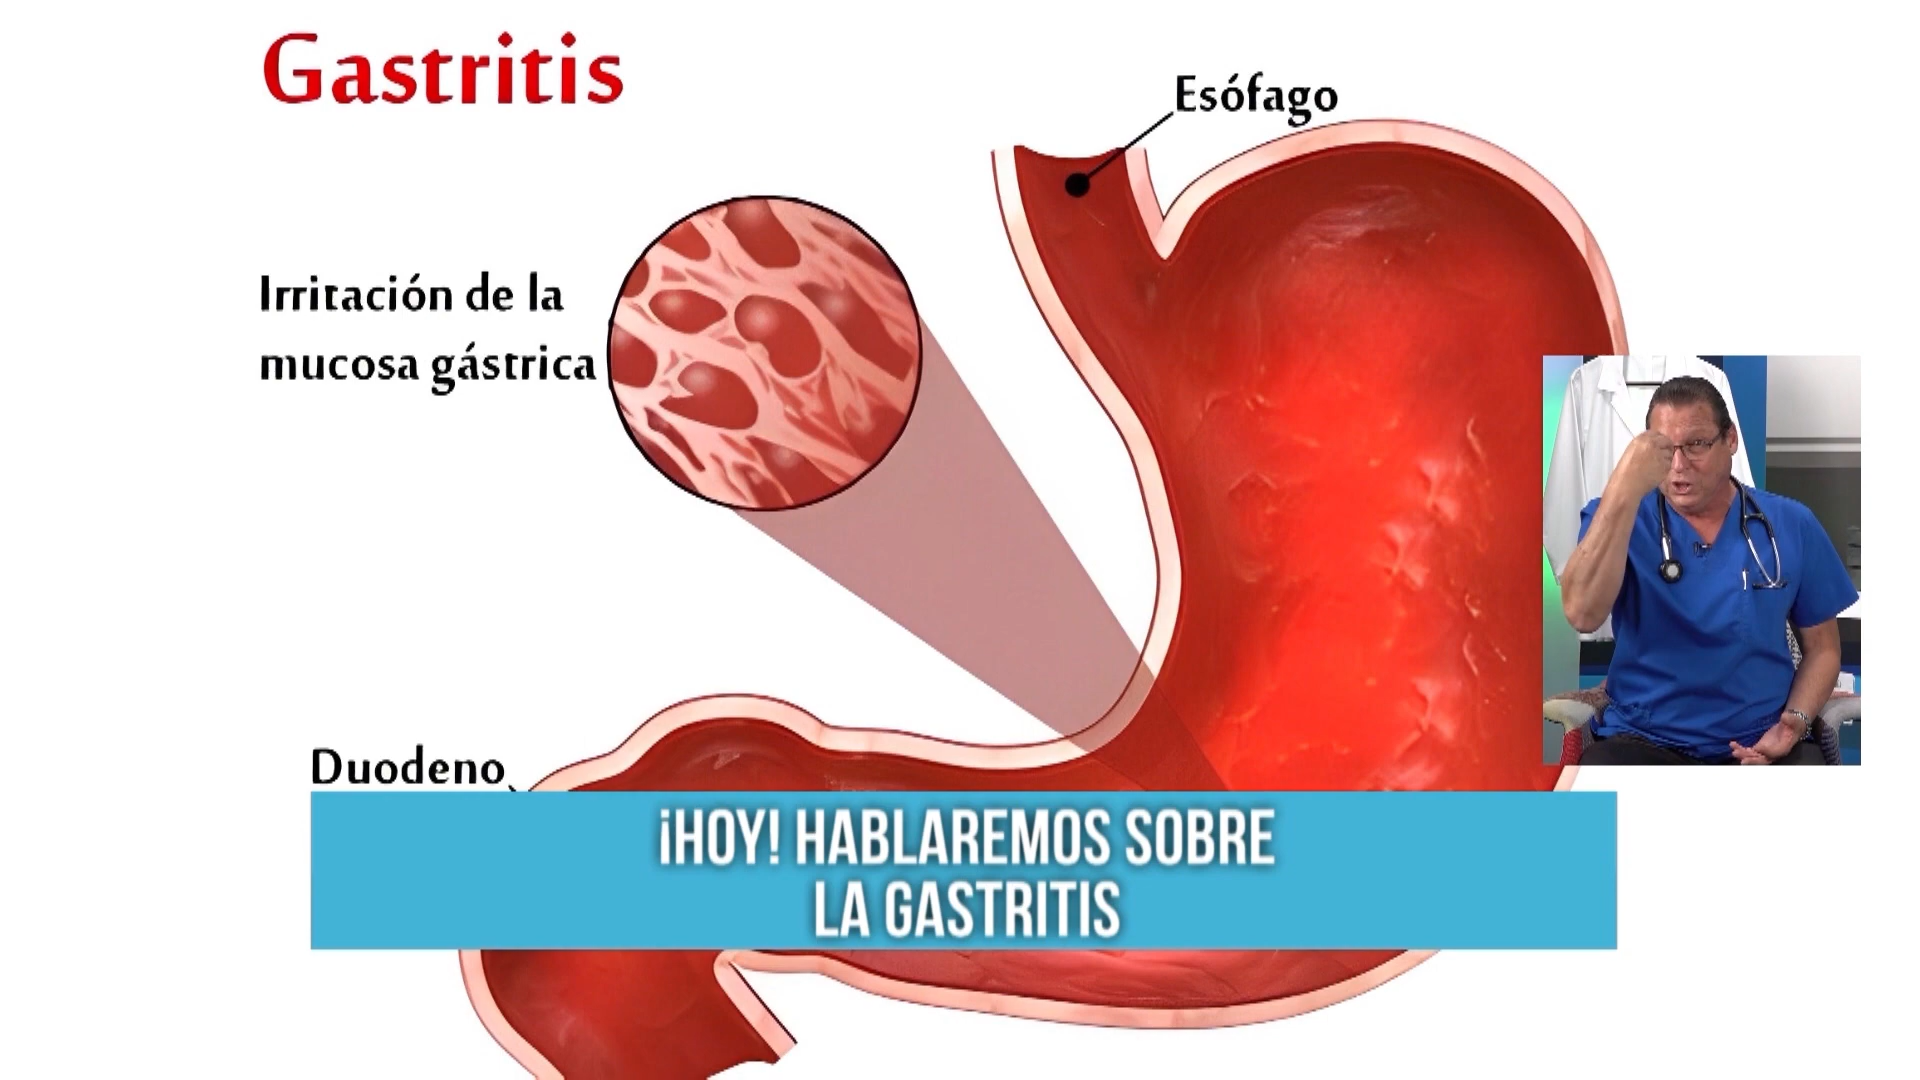 Gastritis
Esófago
Irritación de la
mucosa gástrica
Duodeno
¡HOY! HABLAREMOS SOBRE
LA GASTRITIS